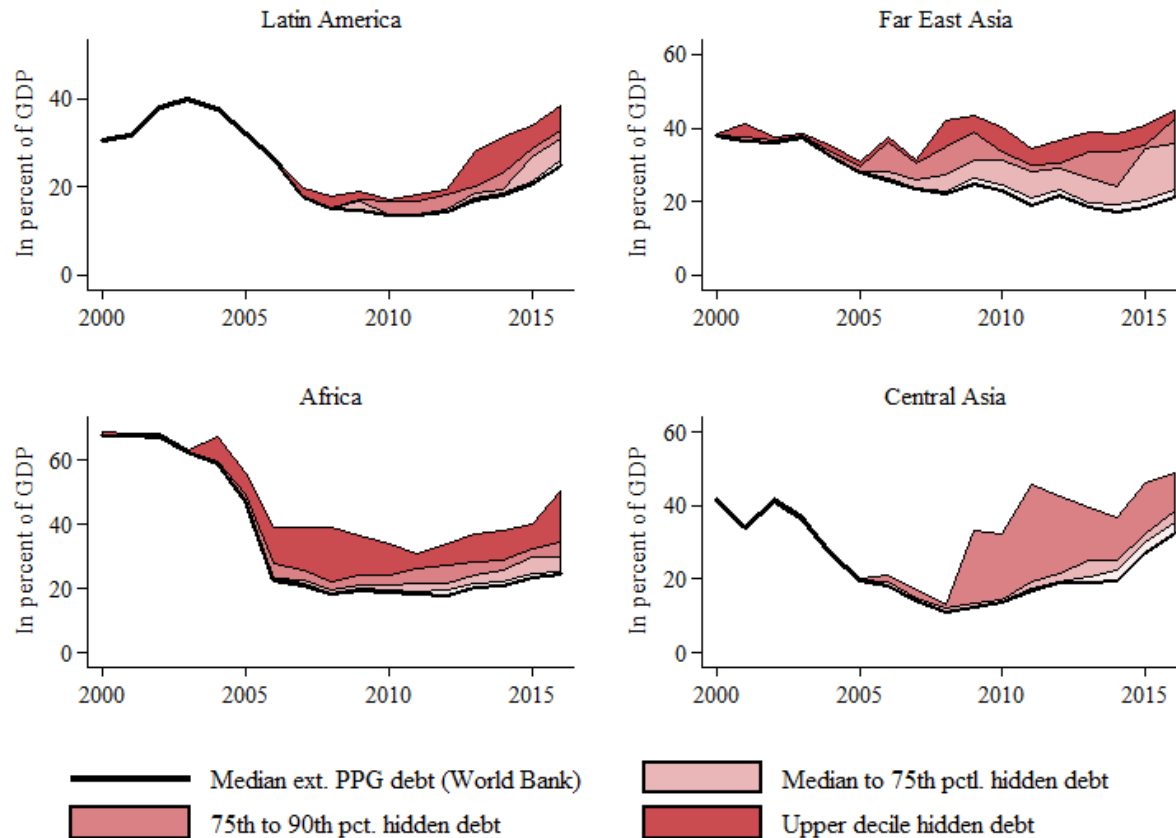 Latin America
In percent of GDP
40
20
0
2000 2005 2010 2015
Far East Asia
In percent of GDP
60
40
20
0
2000 2005 2010 2015
Africa
In percent of GDP
60
40
20
0
2000 2005 2010 2015
Central Asia
In percent of GDP
60
40
20
0
2000 2005 2010 2015
Median ext. PPG debt (World Bank)
Median to 75th pctl. hidden debt
75th to 90th pct. hidden debt
Upper decile hidden debt